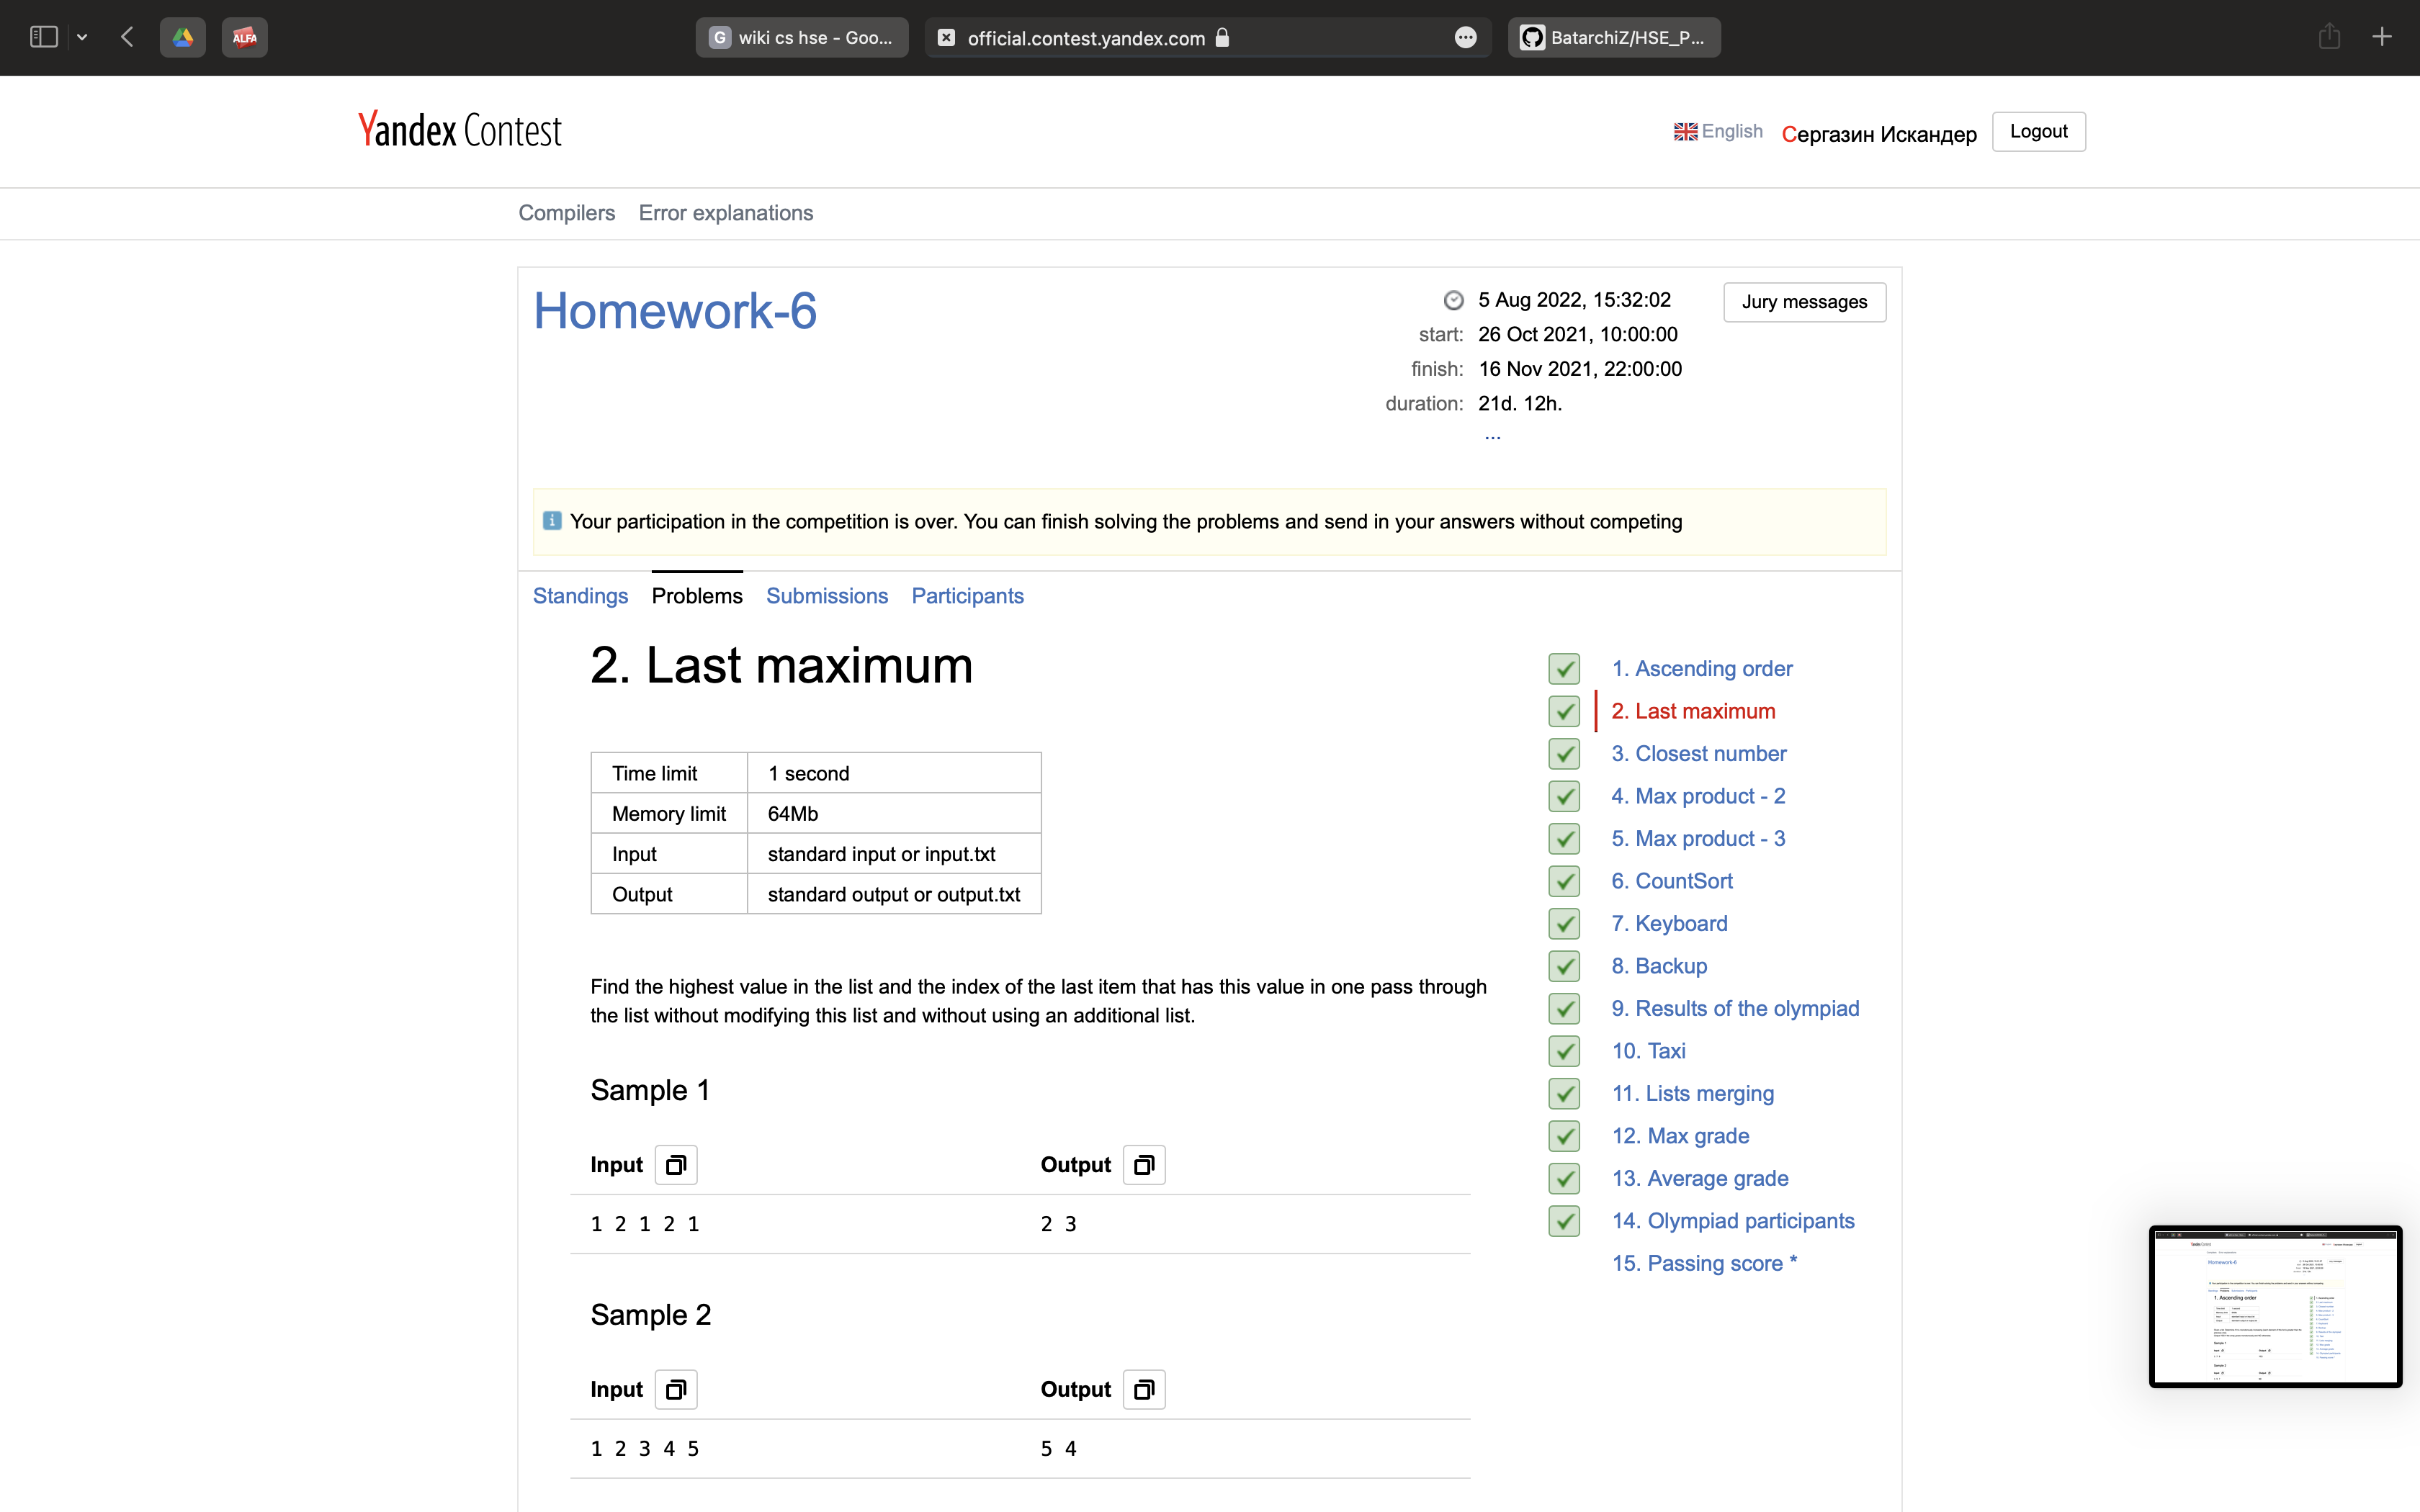 wiki cs hse - Goo...
official.contest.yandex.com
BatarchiZ/HSE_P...
ALFA
Yandex Contest
English
Сергазин Искандер
Logout
Compilers
Error explanations
Homework-6
5 Aug 2022, 15:32:02
Jury messages
start: 26 Oct 2021, 10:00:00
finish: 16 Nov 2021, 22:00:00
duration: 21d. 12h.
...
Your participation in the competition is over. You can finish solving the problems and send in your answers without competing
Standings Problems Submissions Participants
2. Last maximum
Time limit 1 second
Memory limit 64Mb
Input standard input or input.txt
Output standard output or output.txt
Find the highest value in the list and the index of the last item that has this value in one pass through
the list without modifying this list and without using an additional list.
Sample 1
Input Output
1 2 1 2 1 2 3
Sample 2
Input Output
1 2 3 4 5 5 4
1. Ascending order
2. Last maximum
3. Closest number
4. Max product - 2
5. Max product - 3
6. CountSort
7. Keyboard
8. Backup
9. Results of the olympiad
10. Taxi
11. Lists merging
12. Max grade
13. Average grade
14. Olympiad participants
15. Passing score *
Homework-6
1. Ascending order